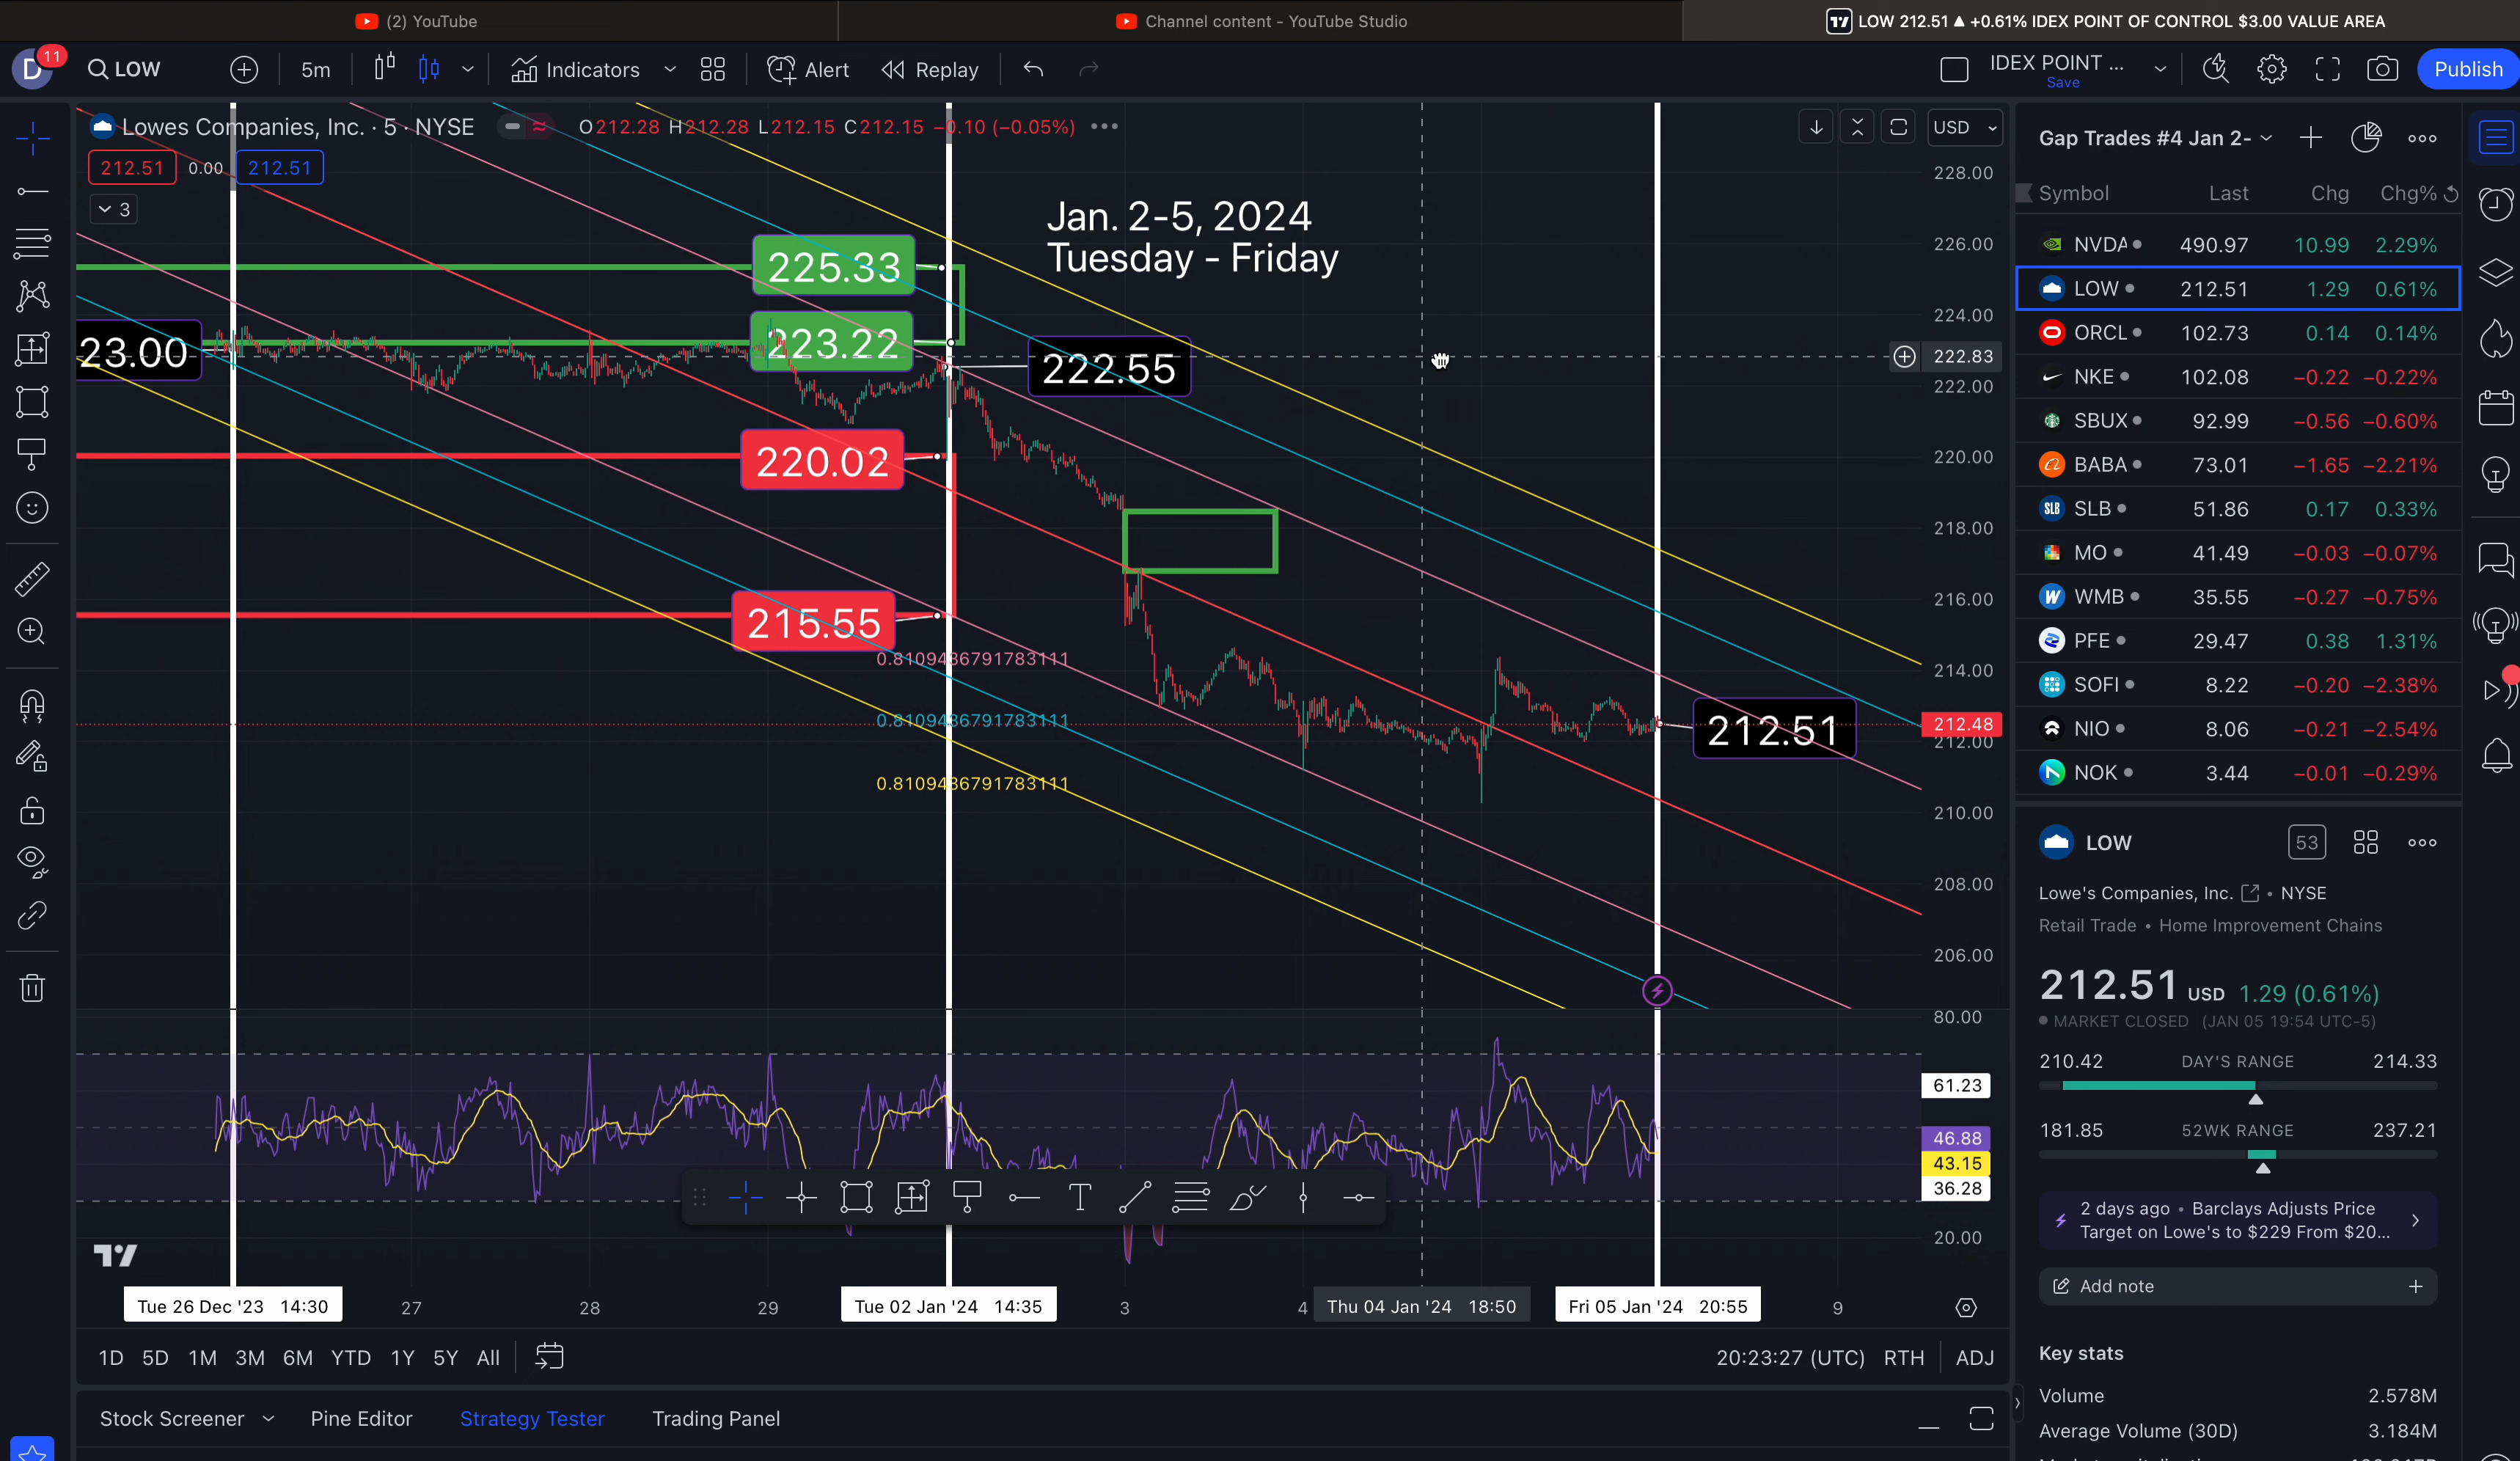 (2) YouTube
Channel content - YouTube Studio
LOW 212.51 ▲ +0.61% IDEX POINT OF CONTROL $3.00 VALUE AREA
D
11
LOW
5m
Indicators
Alert
Replay
IDEX POINT ...
Save
Publish
Lowes Companies, Inc. · 5 · NYSE
O212.28 H212.28 L212.15 C212.15 −0.10 (−0.05%)
USD
212.51 0.00 212.51
3
Jan. 2-5, 2024
Tuesday - Friday
225.33
223.22
23.00
222.55
220.02
215.55
212.51
0.8109436791783111
0.8109436791783111
0.8109436791783111
228.00
226.00
224.00
222.83
222.00
220.00
218.00
216.00
214.00
212.48
212.00
210.00
208.00
206.00
80.00
61.23
46.88
43.15
36.28
20.00
Tue 26 Dec '23 14:30
27
28
29
Tue 02 Jan '24 14:35
3
4
Thu 04 Jan '24 18:50
Fri 05 Jan '24 20:55
9
1D 5D 1M 3M 6M YTD 1Y 5Y All
20:23:27 (UTC) RTH ADJ
Stock Screener
Pine Editor
Strategy Tester
Trading Panel
Gap Trades #4 Jan 2-
Symbol Last Chg Chg%
NVDA 490.97 10.99 2.29%
LOW 212.51 1.29 0.61%
ORCL 102.73 0.14 0.14%
NKE 102.08 −0.22 −0.22%
SBUX 92.99 −0.56 −0.60%
BABA 73.01 −1.65 −2.21%
SLB SLB 51.86 0.17 0.33%
MO 41.49 −0.03 −0.07%
W WMB 35.55 −0.27 −0.75%
PFE 29.47 0.38 1.31%
SOFI 8.22 −0.20 −2.38%
NIO 8.06 −0.21 −2.54%
NOK 3.44 −0.01 −0.29%
LOW
53
Lowe's Companies, Inc. • NYSE
Retail Trade • Home Improvement Chains
212.51 USD 1.29 (0.61%)
MARKET CLOSED (JAN 05 19:54 UTC-5)
210.42 DAY'S RANGE 214.33
181.85 52WK RANGE 237.21
2 days ago • Barclays Adjusts Price
Target on Lowe's to $229 From $20...
Add note
Key stats
Volume 2.578M
Average Volume (30D) 3.184M